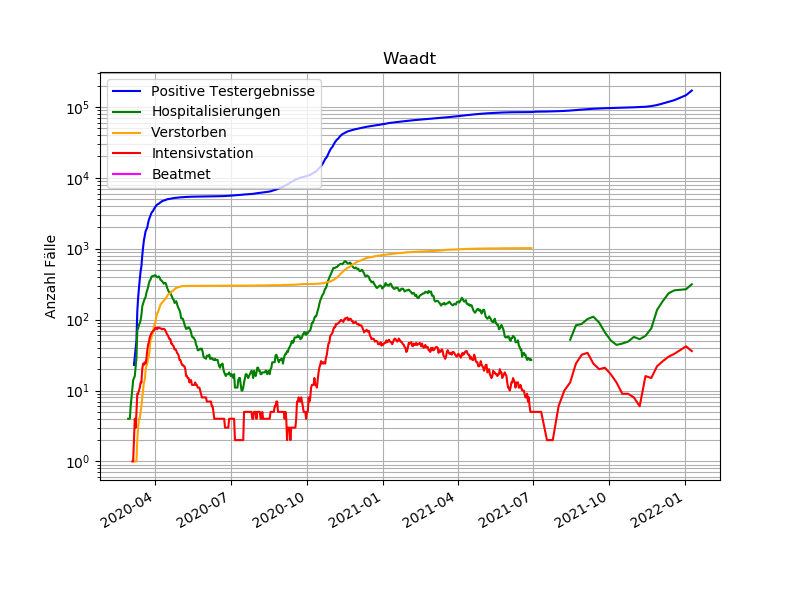 Waadt
Positive Testergebnisse
Hospitalisierungen
Verstorben
Intensivstation
Beatmet
Anzahl Fälle
10^5
10^4
10^3
10^2
10^1
10^0
2020-04
2020-07
2020-10
2021-01
2021-04
2021-07
2021-10
2022-01